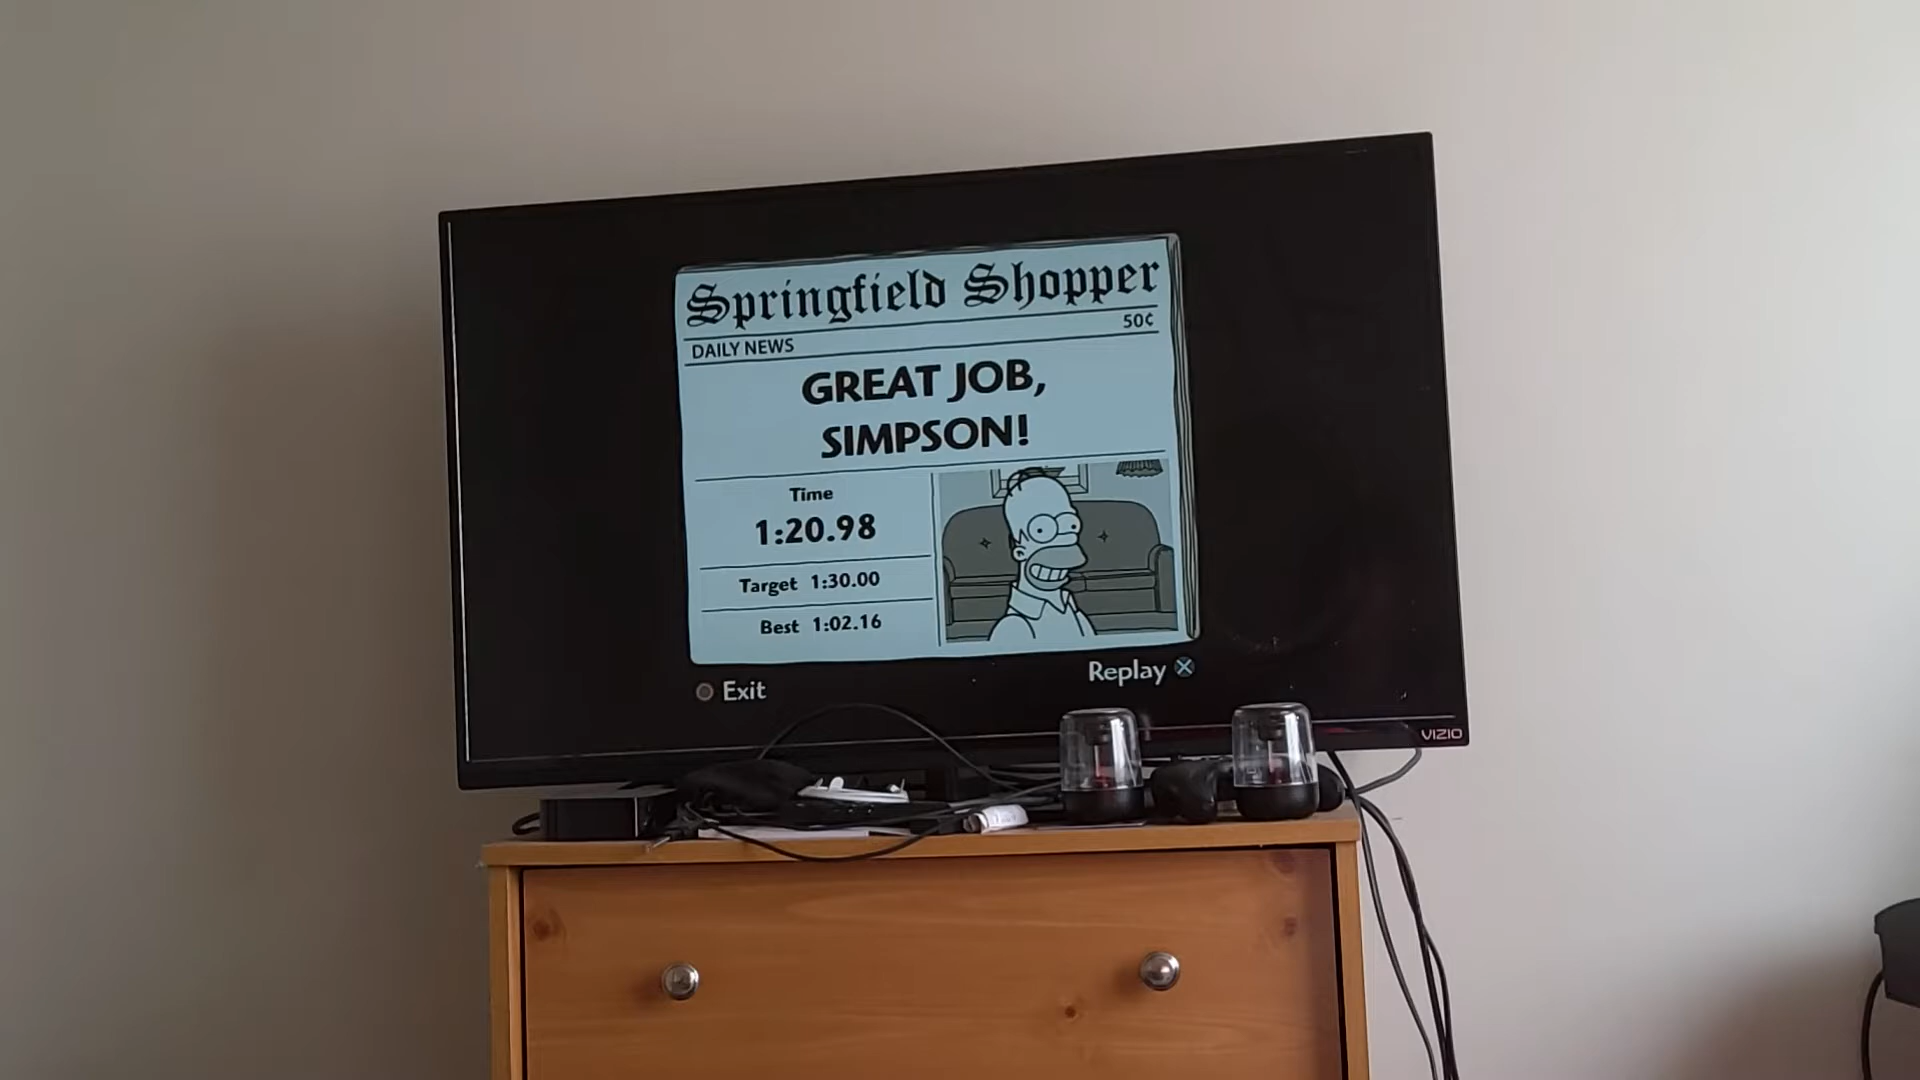 Springfield Shopper
50¢
DAILY NEWS
GREAT JOB,
SIMPSON!
Time
1:20.98
Target 1:30.00
Best 1:02.16
Replay
Exit
VIZIO